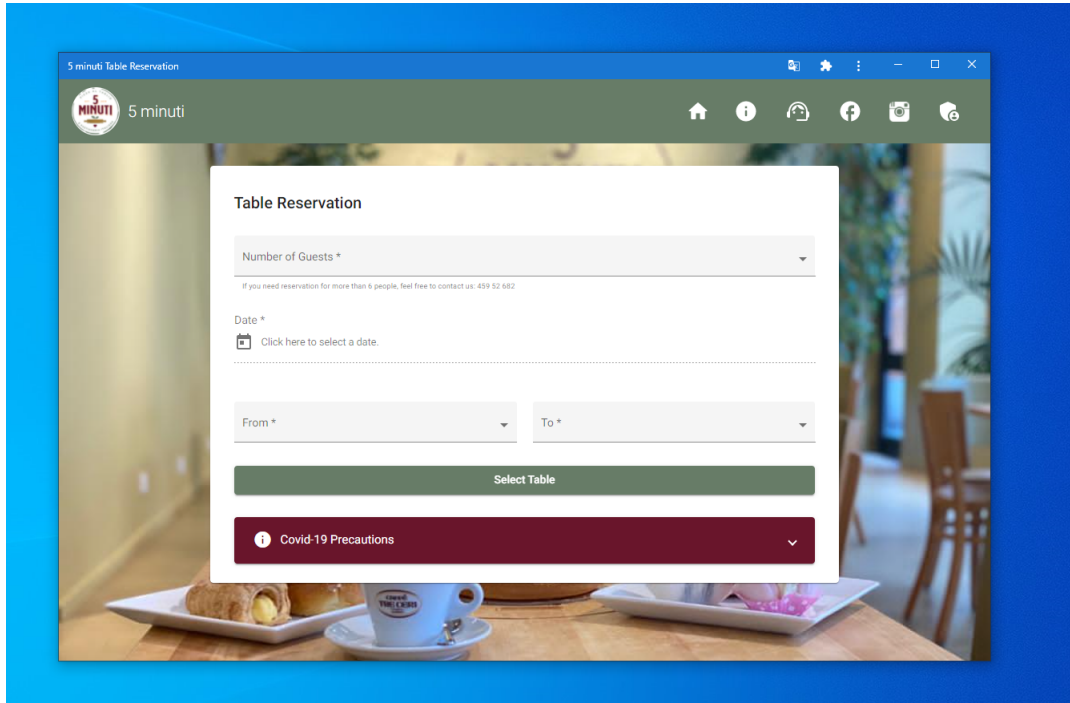 5 minuti Table Reservation
5
MINUTI
5 minuti
Table Reservation
Number of Guests *
If you need reservation for more than 6 people, feel free to contact us: 459 52 682
Date *
Click here to select a date.
From *
To *
Select Table
Covid-19 Precautions
TRE CERI